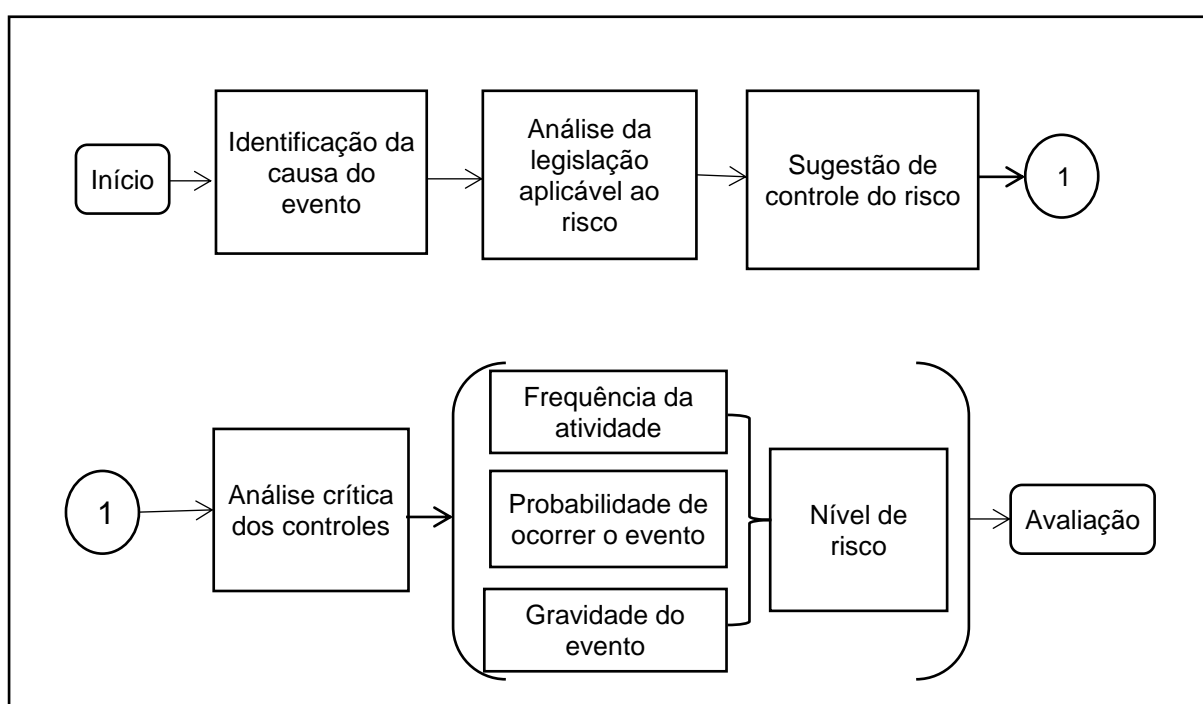 Início
Identificação da
causa do
evento
Análise da
legislação
aplicável ao
risco
Sugestão de
controle do risco
1
1
Análise crítica
dos controles
Frequência da
atividade
Probabilidade de
ocorrer o evento
Gravidade do
evento
Nível de
risco
Avaliação